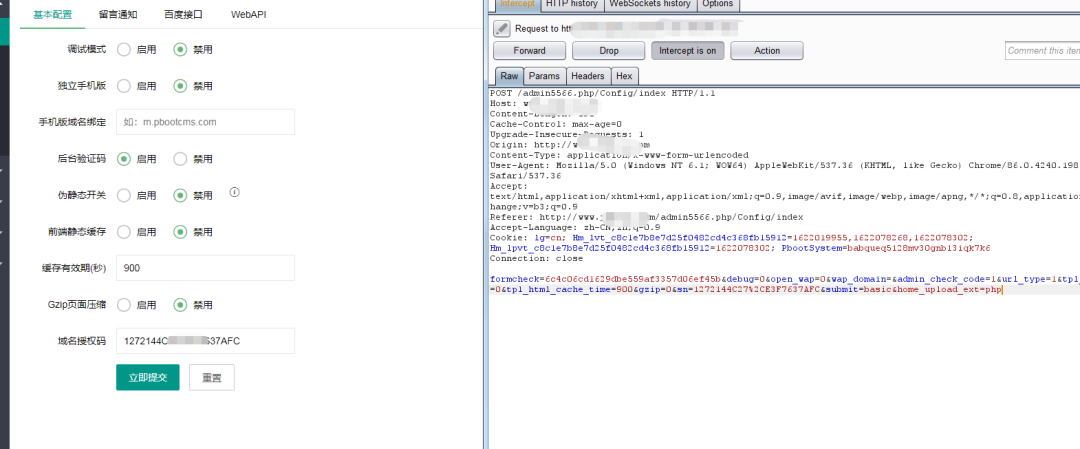 基本配置 留言通知 百度接口 WebAPI
调试模式 启用 禁用
独立手机版 启用 禁用
手机版域名绑定 如：m.pbootcms.com
后台验证码 启用 禁用
伪静态开关 启用 禁用
前端静态缓存 启用 禁用
缓存有效期(秒) 900
Gzip页面压缩 启用 禁用
域名授权码 1272144C S37AFC
立即提交 重置
Intercept HTTP history WebSockets history Options
Request to htt
Forward Drop Intercept is on Action Comment this item
Raw Params Headers Hex
POST /admin5566.php/Config/index HTTP/1.1
Host: w
Content-Length:
Cache-Control: max-age=0
Upgrade-Insecure-Requests: 1
Origin: http://w om
Content-Type: application/x-www-form-urlencoded
User-Agent: Mozilla/5.0 (Windows NT 6.1; WOW64) AppleWebKit/537.36 (KHTML, like Gecko) Chrome/86.0.4240.198
Safari/537.36
Accept:
text/html,application/xhtml+xml,application/xml;q=0.9,image/avif,image/webp,image/apng,*/*;q=0.8,application
hange;v=b3;q=0.9
Referer: http://www.j m/admin5566.php/Config/index
Accept-Language: zh-CN,zh;q=0.9
Cookie: lg=cn; Hm_lvt_c8c1e7b8e7d25f0482cd4c368fb15912=1622019955,1622078268,1622078302;
Hm_lpvt_c8c1e7b8e7d25f0482cd4c368fb15912=1622078302; PbootSystem=babqueq5l28mv30gnbl3iqk7k6
Connection: close
formcheck=6c4c06cd1629dbe559af3357d06ef45b&debug=0&open_wap=0&wap_domain=&admin_check_code=1&url_type=1&tpl_
=0&tpl_html_cache_time=900&gzip=0&sn=1272144C27%2CE3F7637AFC&submit=basic&home_upload_ext=php